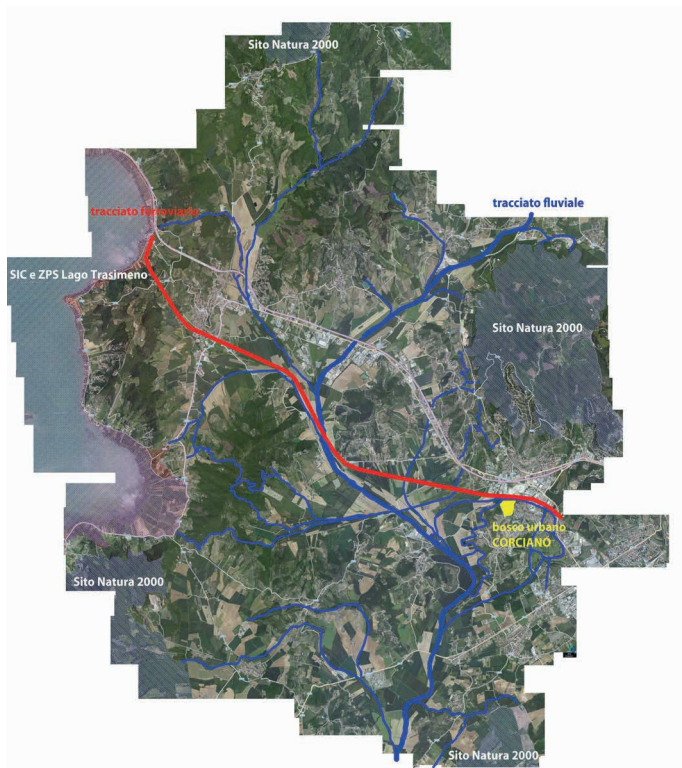 Sito Natura 2000
tracciato fluviale
tracciato ferroviario
SIC e ZPS Lago Trasimeno
Sito Natura 2000
bosco urbano
CORCIANO
Sito Natura 2000
Sito Natura 2000